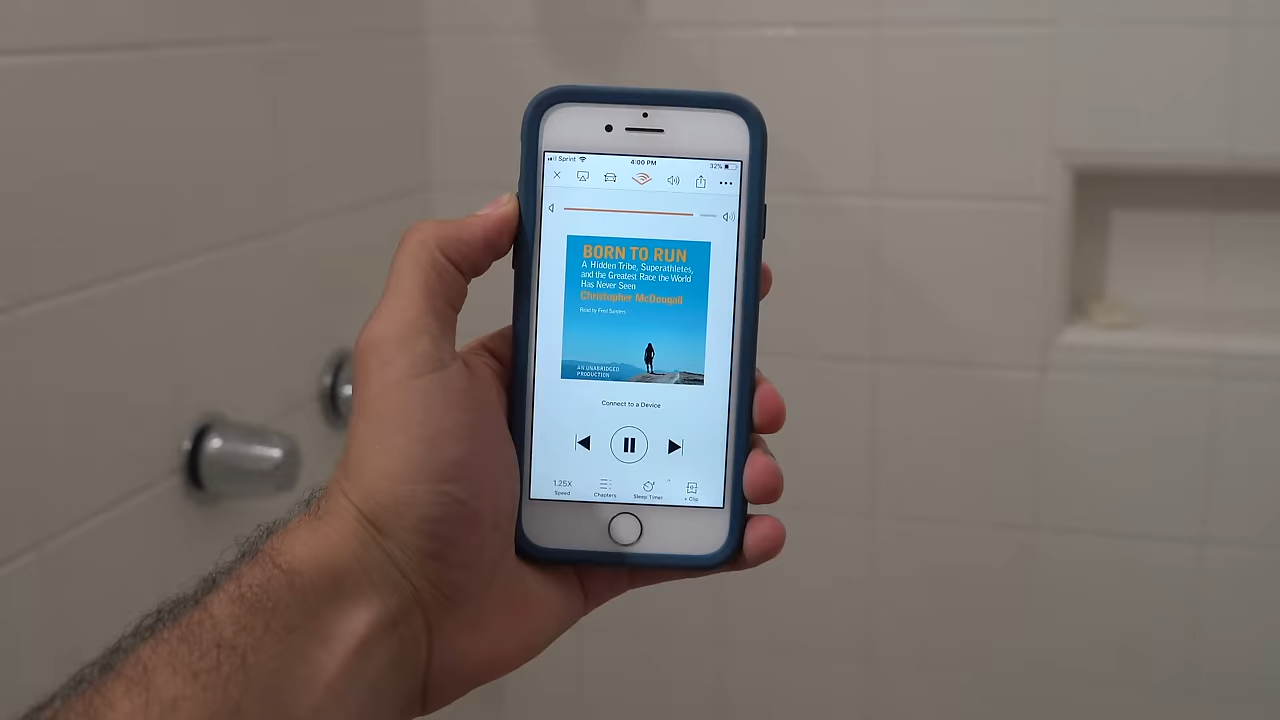 Sprint 4:00 PM 32%
BORN TO RUN
A Hidden Tribe, Superathletes,
and the Greatest Race the World
Has Never Seen
Christopher McDougall
Read by Fred Sanders
AN UNABRIDGED
PRODUCTION
Connect to a Device
1.25X
Speed Chapters Sleep Timer + Clip